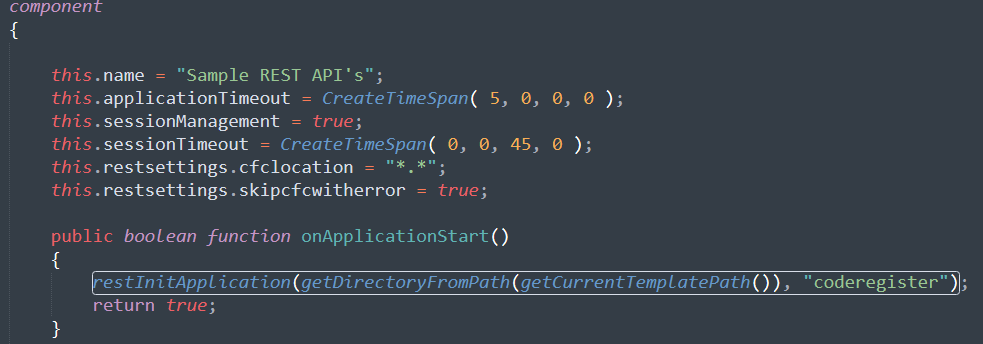 component
{
this.name = "Sample REST API's";
this.applicationTimeout = CreateTimeSpan( 5, 0, 0, 0 );
this.sessionManagement = true;
this.sessionTimeout = CreateTimeSpan( 0, 0, 45, 0 );
this.restsettings.cfclocation = "*.*";
this.restsettings.skipcfcwitherror = true;
public boolean function onApplicationStart()
{
restInitApplication(getDirectoryFromPath(getCurrentTemplatePath()), "coderegister");
return true;
}